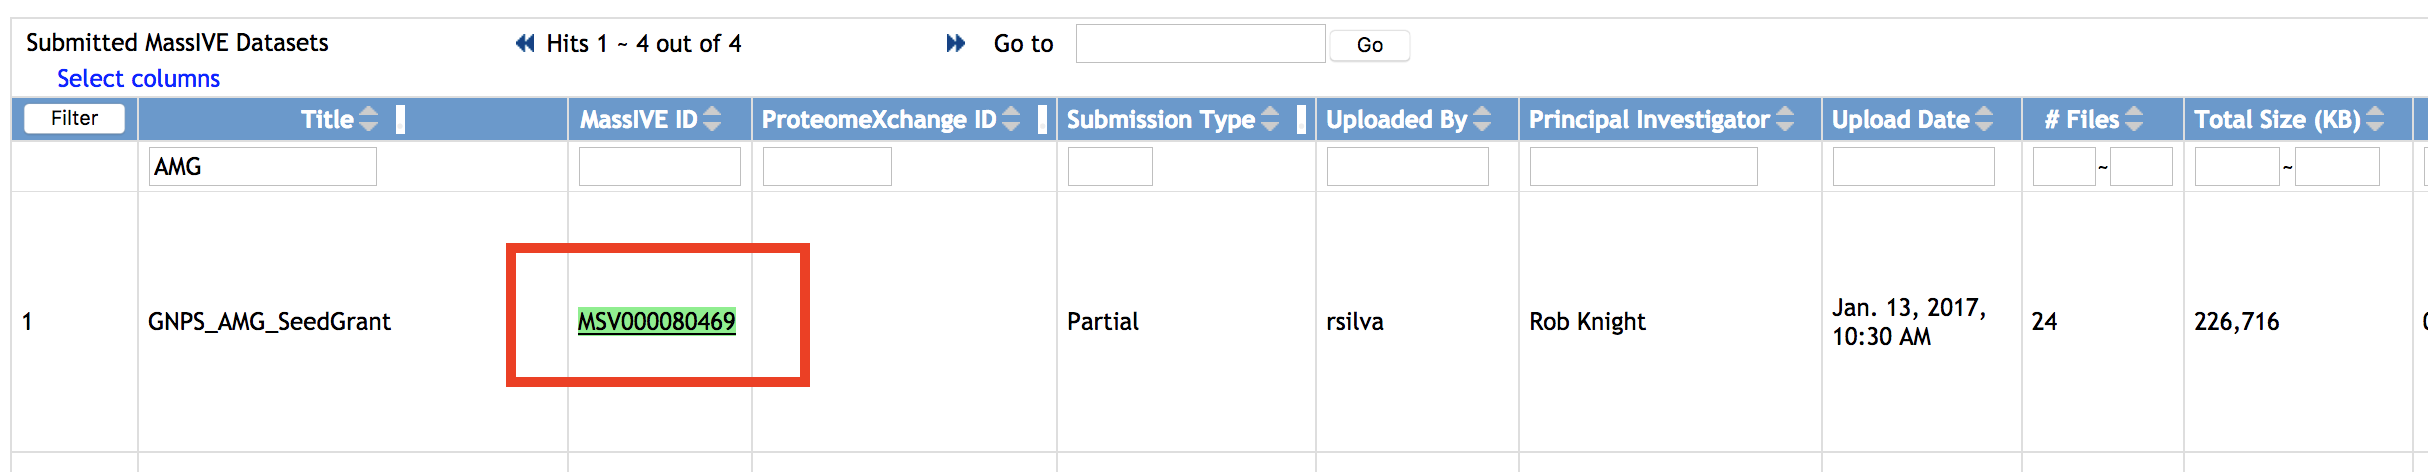 Submitted MassIVE Datasets Hits 1 ~ 4 out of 4 Go to Go
Select columns
Filter Title MassIVE ID ProteomeXchange ID Submission Type Uploaded By Principal Investigator Upload Date # Files Total Size (KB)
AMG ~ ~
1 GNPS_AMG_SeedGrant MSV000080469 Partial rsilva Rob Knight Jan. 13, 2017, 24 226,716
10:30 AM